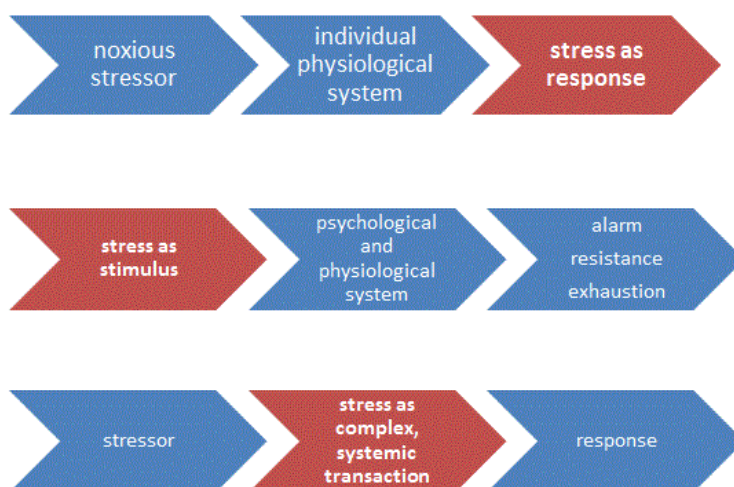 noxious
stressor
individual
physiological
system
stress as
response
stress as
stimulus
psychological
and
physiological
system
alarm
resistance
exhaustion
stressor
stress as
complex,
systemic
transaction
response